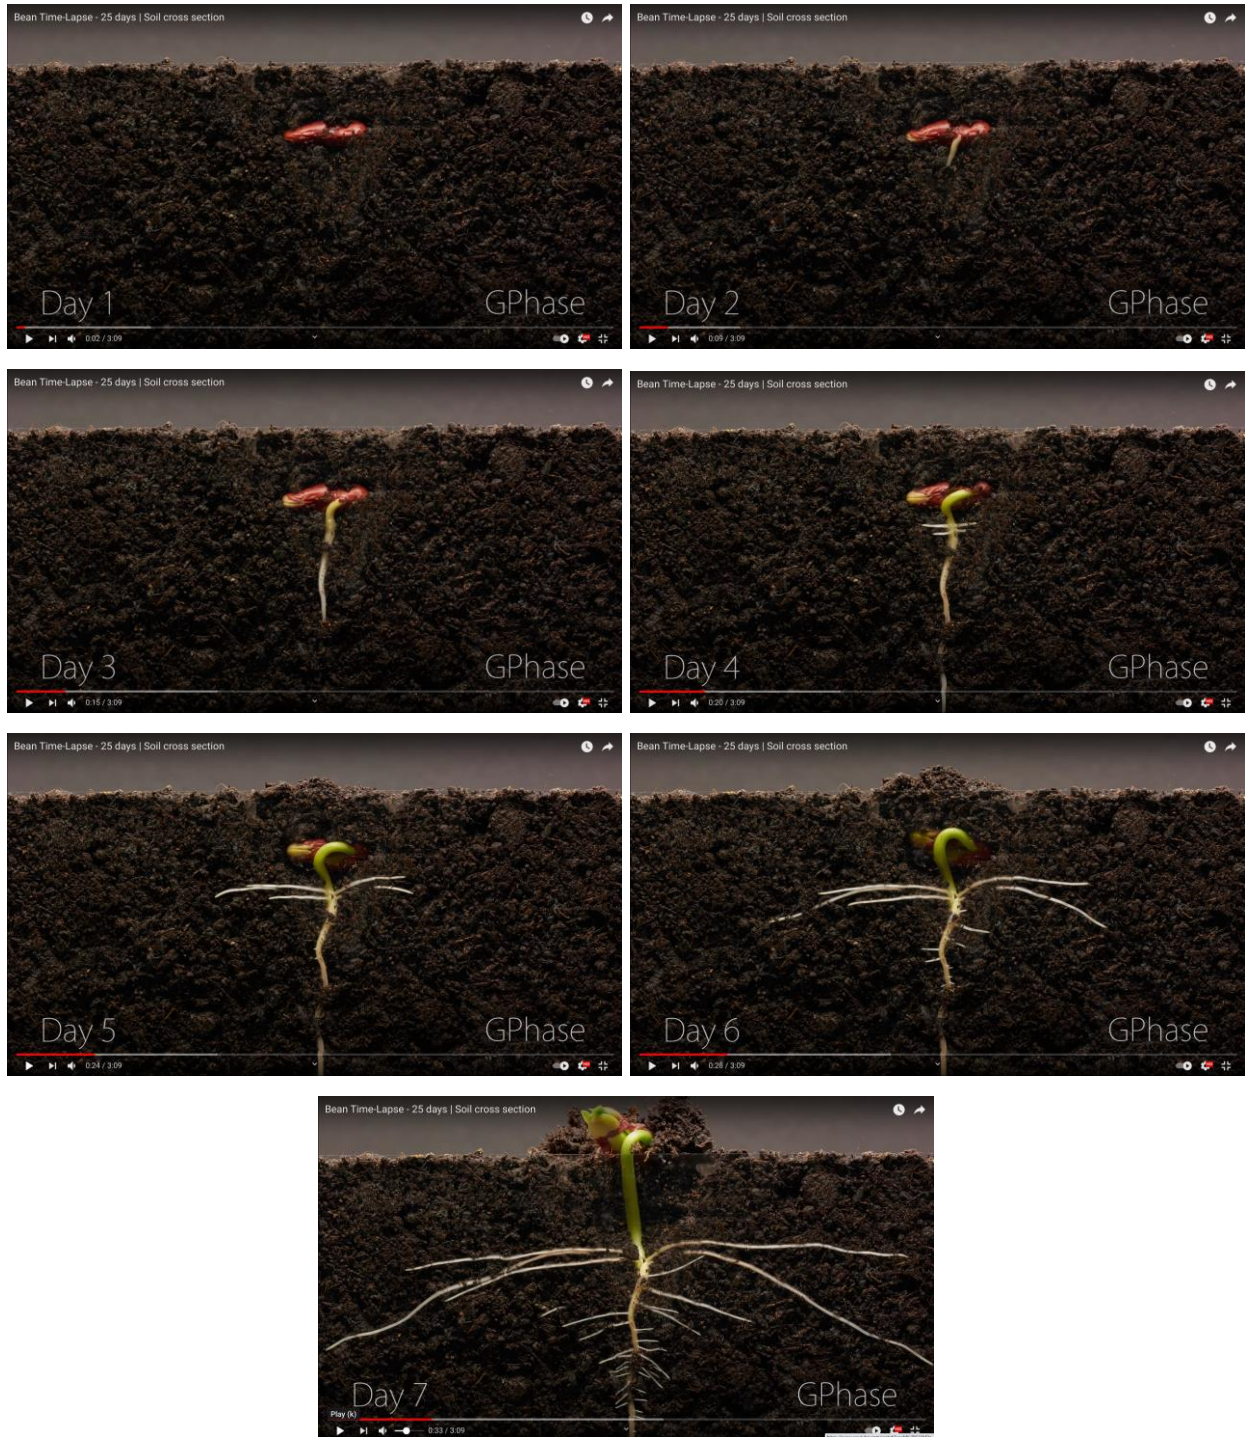 Bean Time-Lapse - 25 days | Soil cross section
Day 1
GPhase
0:02 / 3:09
Bean Time-Lapse - 25 days | Soil cross section
Day 2
GPhase
0:09 / 3:09
Bean Time-Lapse - 25 days | Soil cross section
Day 3
GPhase
0:15 / 3:09
Bean Time-Lapse - 25 days | Soil cross section
Day 4
GPhase
0:20 / 3:09
Bean Time-Lapse - 25 days | Soil cross section
Day 5
GPhase
0:24 / 3:09
Bean Time-Lapse - 25 days | Soil cross section
Day 6
GPhase
0:28 / 3:09
Bean Time-Lapse - 25 days | Soil cross section
Day 7
GPhase
Play (k)
0:33 / 3:09